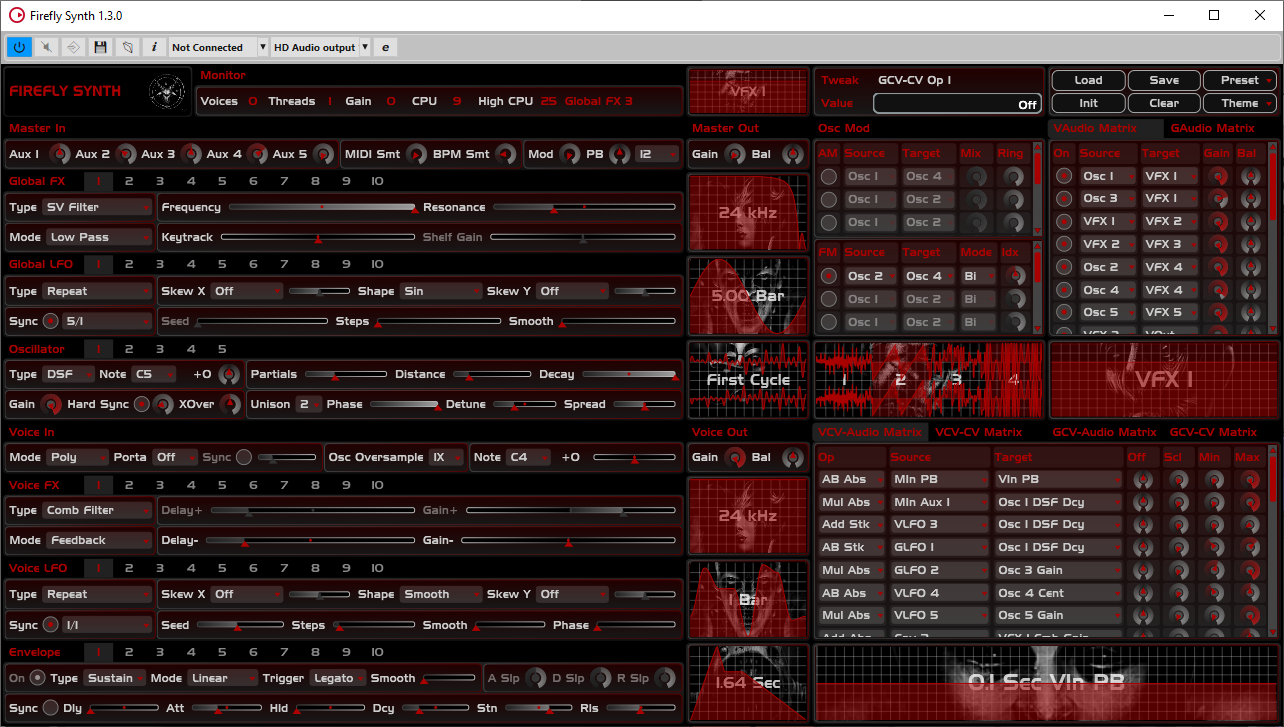 Firefly Synth 1.3.0
i Not Connected HD Audio output e
FIREFLY SYNTH
Monitor
Voices 0 Threads 1 Gain 0 CPU 9 High CPU 25 Global FX 3
VFX 1
Tweak GCV-CV Op 1
Value Off
Load Save Preset
Init Clear Theme
Master In
Aux 1 Aux 2 Aux 3 Aux 4 Aux 5 MIDI Smt BPM Smt Mod PB 12
Master Out
Gain Bal
Global FX 1 2 3 4 5 6 7 8 9 10
Type SV Filter Frequency Resonance
Mode Low Pass Keytrack Shelf Gain
24 kHz
Global LFO 1 2 3 4 5 6 7 8 9 10
Type Repeat Skew X Off Shape Sin Skew Y Off
Sync 5/1 Seed Steps Smooth
5.00 Bar
Osc Mod
AM Source Target Mix Ring
Osc 1 Osc 4
Osc 1 Osc 2
Osc 1 Osc 2
FM Source Target Mode Idx
Osc 2 Osc 4 Bi
Osc 1 Osc 2 Bi
Osc 1 Osc 2 Bi
VAudio Matrix GAudio Matrix
On Source Target Gain Bal
Osc 1 VFX 1
Osc 3 VFX 1
VFX 1 VFX 2
VFX 2 VFX 3
Osc 2 VFX 4
Osc 4 VFX 4
Osc 5 VFX 5
VFX 3 VOut
Oscillator 1 2 3 4 5
Type DSF Note C5 +0 Partials Distance Decay
Gain Hard Sync XOver Unison 2 Phase Detune Spread
First Cycle
1 2 3 4
VFX 1
Voice In
Mode Poly Porta Off Sync Osc Oversample 1X Note C4 +0
Voice Out
Gain Bal
Voice FX 1 2 3 4 5 6 7 8 9 10
Type Comb Filter Delay+ Gain+
Mode Feedback Delay- Gain-
24 kHz
Voice LFO 1 2 3 4 5 6 7 8 9 10
Type Repeat Skew X Off Shape Smooth Skew Y Off
Sync 1/1 Seed Steps Smooth Phase
1 Bar
Envelope 1 2 3 4 5 6 7 8 9 10
On Type Sustain Mode Linear Trigger Legato Smooth A Slp D Slp R Slp
Sync Dly Att Hld Dcy Stn Rls
1.64 Sec
VCV-Audio Matrix VCV-CV Matrix GCV-Audio Matrix GCV-CV Matrix
Op Source Target Off Scl Min Max
AB Abs MIn PB VIn PB
Mul Abs MIn Aux 1 Osc 1 DSF Dcy
Add Stk VLFO 3 Osc 1 DSF Dcy
AB Stk GLFO 1 Osc 1 DSF Dcy
Mul Abs GLFO 2 Osc 3 Gain
AB Abs VLFO 4 Osc 4 Cent
Mul Abs VLFO 5 Osc 5 Gain
Add Abs Env 2 VFX 1 Cmb Gain
0.1 Sec VIn PB